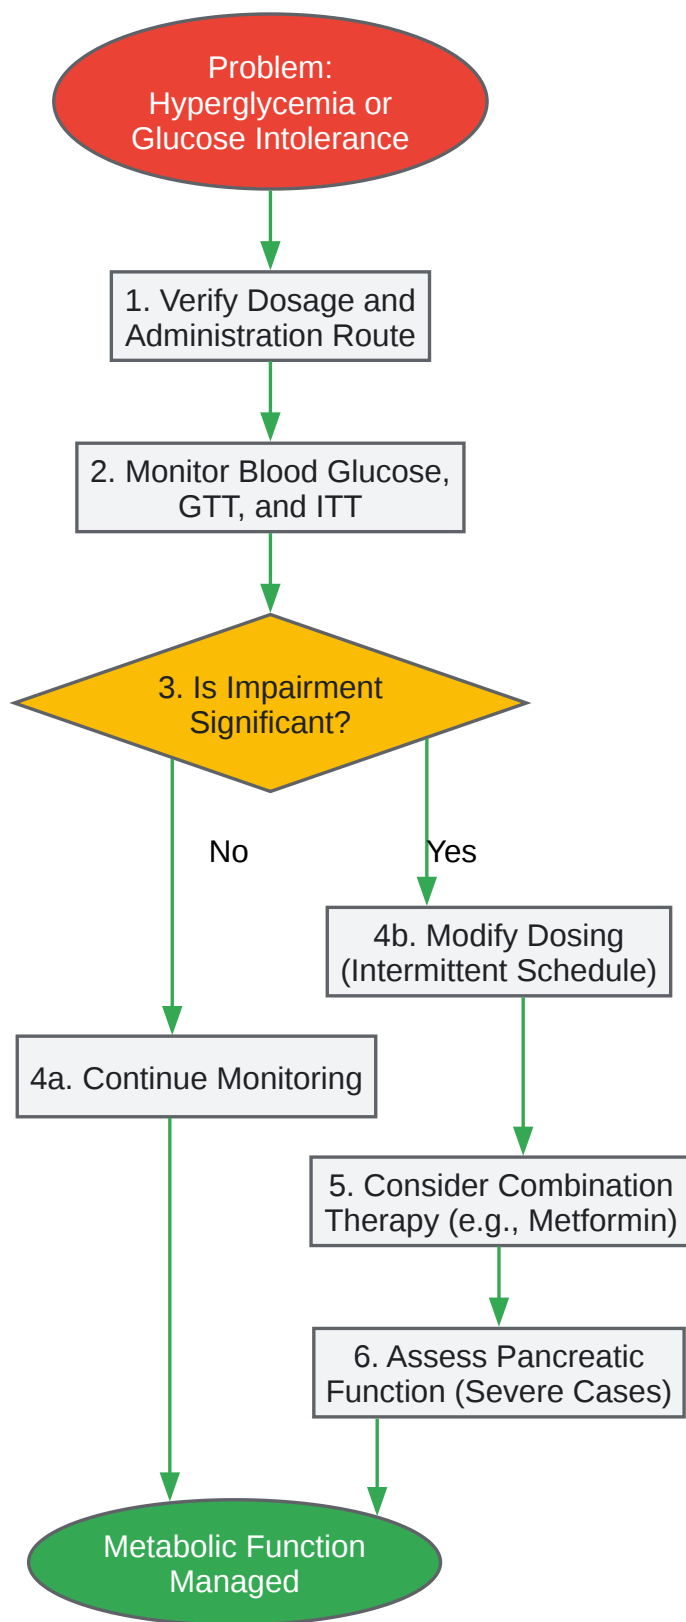 Problem:
Hyperglycemia or
Glucose Intolerance
1. Verify Dosage and
Administration Route
2. Monitor Blood Glucose,
GTT, and ITT
3. Is Impairment
Significant?
No
Yes
4b. Modify Dosing
(Intermittent Schedule)
4a. Continue Monitoring
5. Consider Combination
Therapy (e.g., Metformin)
6. Assess Pancreatic
Function (Severe Cases)
Metabolic Function
Managed